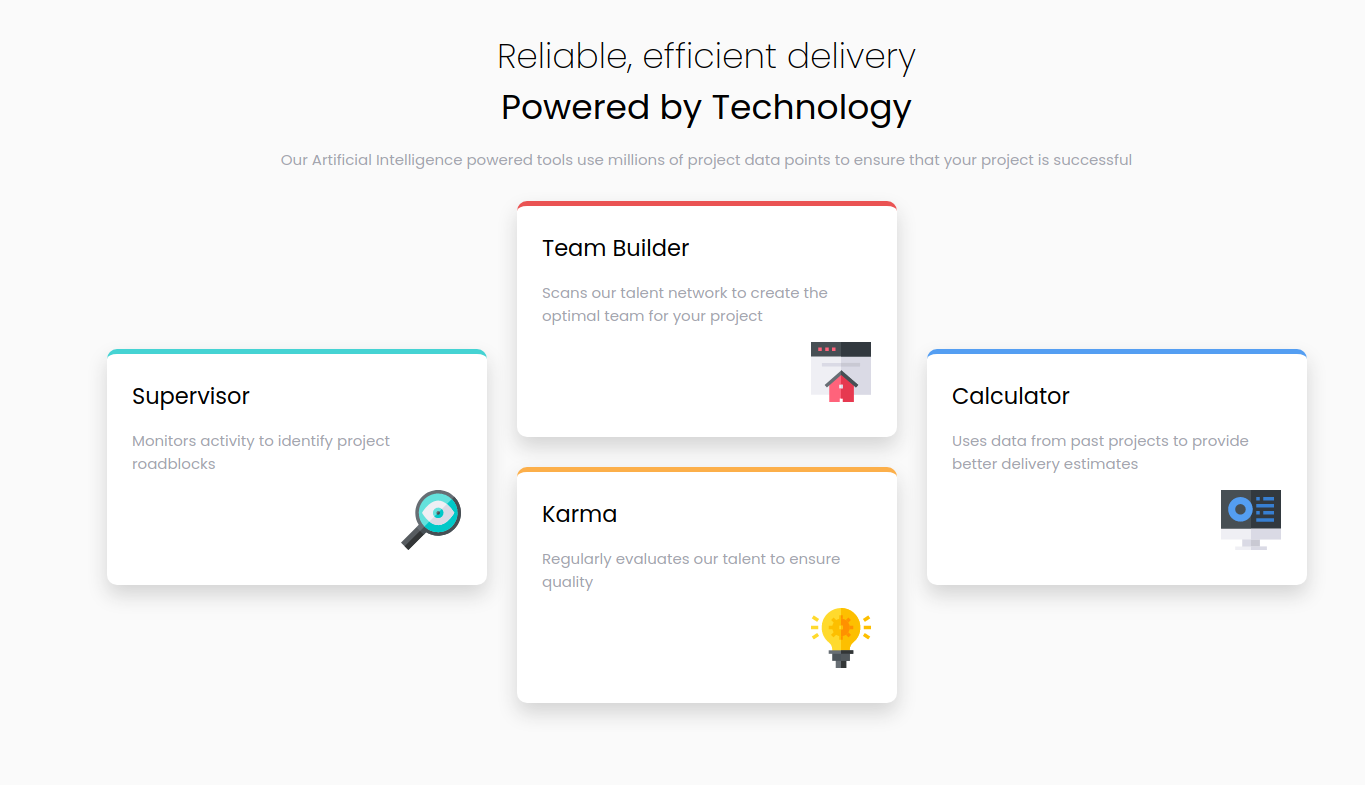 Reliable, efficient delivery
Powered by Technology
Our Artificial Intelligence powered tools use millions of project data points to ensure that your project is successful
Team Builder
Scans our talent network to create the
optimal team for your project
Supervisor
Monitors activity to identify project
roadblocks
Calculator
Uses data from past projects to provide
better delivery estimates
Karma
Regularly evaluates our talent to ensure
quality